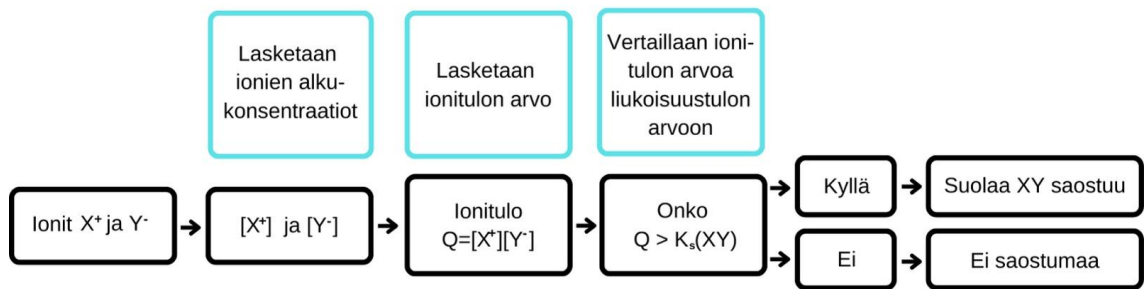 Lasketaan
ionien alku-
konsentraatiot
Lasketaan
ionitulon arvo
Vertaillaan ioni-
tulon arvoa
liukoisuustulon
arvoon
Ionit X⁺ ja Y⁻
[X⁺] ja [Y⁻]
Ionitulo
Q=[X⁺][Y⁻]
Onko
Q > Kₛ(XY)
Kyllä
Suolaa XY saostuu
Ei
Ei saostumaa